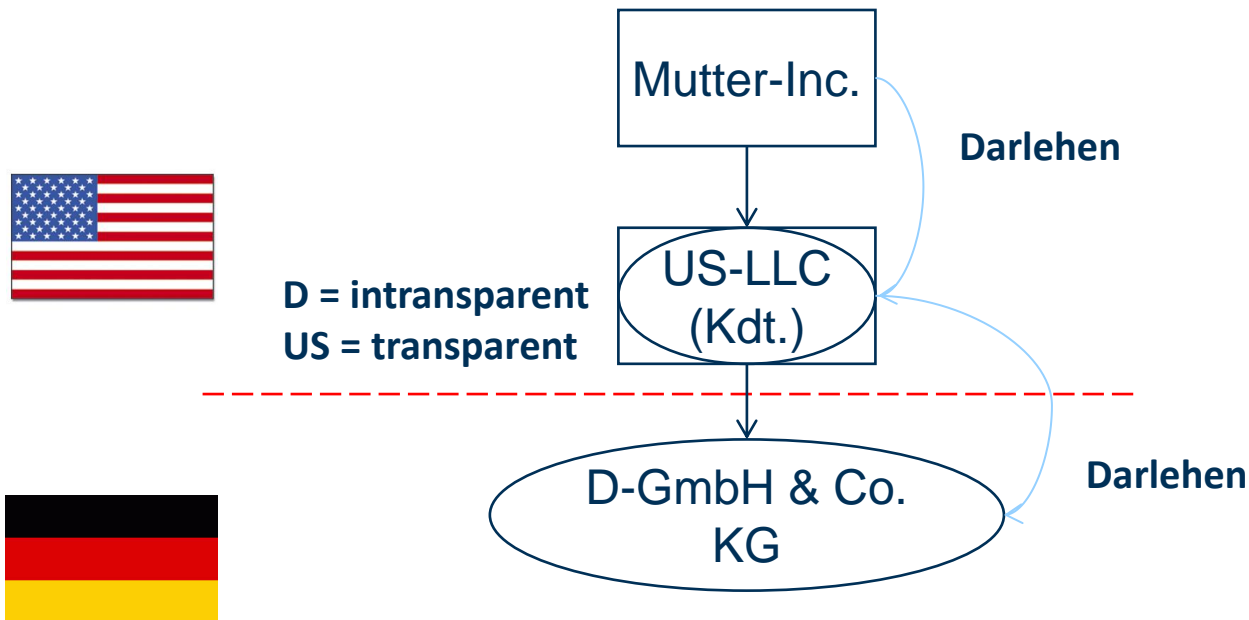 Mutter-Inc.
Darlehen
US-LLC
(Kdt.)
D = intransparent
US = transparent
D-GmbH & Co.
KG
Darlehen